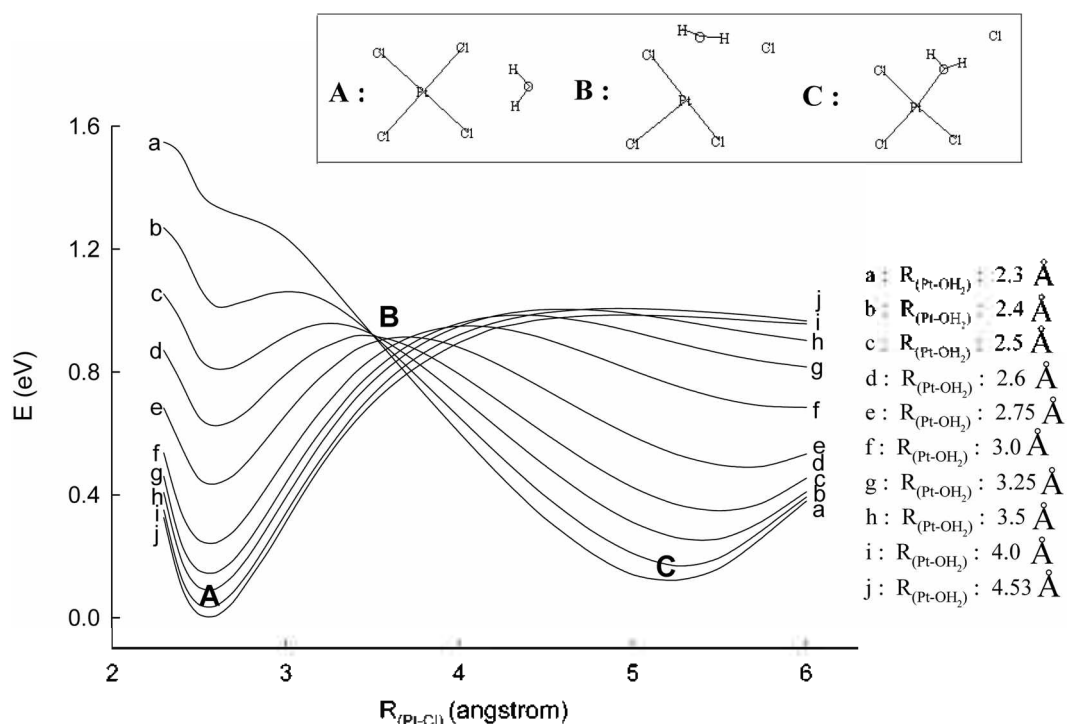 A :
Cl
Cl
Pt
Cl
Cl
H
O
H
B :
H
O
H
Cl
Cl
Pt
Cl
Cl
C :
Cl
H
H
O
Cl
Pt
Cl
Cl
E (eV)
1.6
1.2
0.8
0.4
0.0
a
b
c
d
e
f
g
h
i
j
A
B
C
j
i
h
g
f
e
d
c
b
a
a : R(Pt-OH2) : 2.3 Å
b : R(Pt-OH2) : 2.4 Å
c : R(Pt-OH2) : 2.5 Å
d : R(Pt-OH2) : 2.6 Å
e : R(Pt-OH2) : 2.75 Å
f : R(Pt-OH2) : 3.0 Å
g : R(Pt-OH2) : 3.25 Å
h : R(Pt-OH2) : 3.5 Å
i : R(Pt-OH2) : 4.0 Å
j : R(Pt-OH2) : 4.53 Å
2 3 4 5 6
R(Pt-Cl) (angstrom)